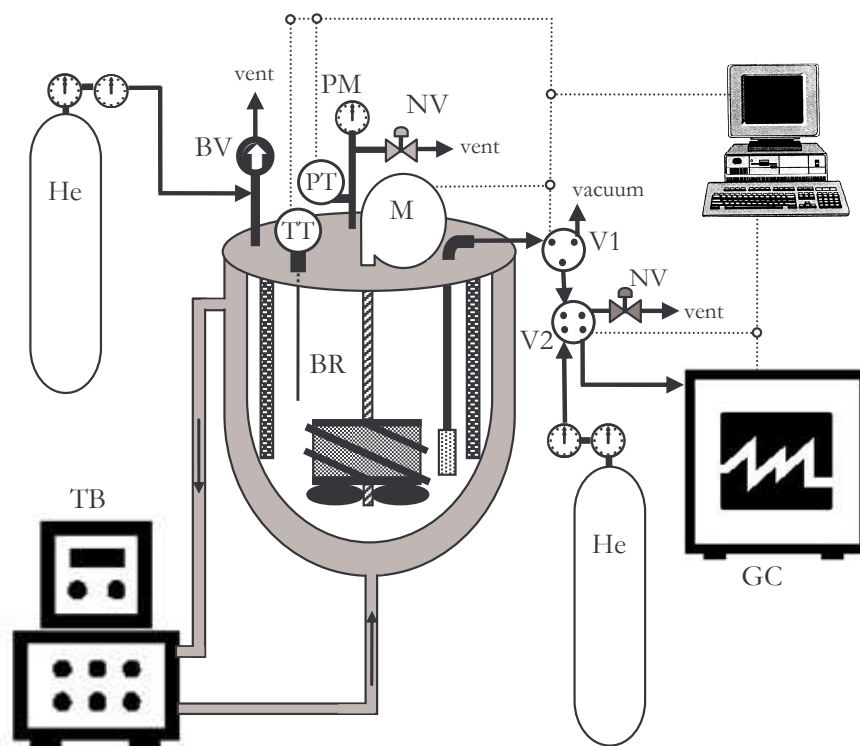 vent
PM
NV
BV
vent
He
PT
vacuum
M
TT
V1
NV
vent
V2
BR
TB
He
GC